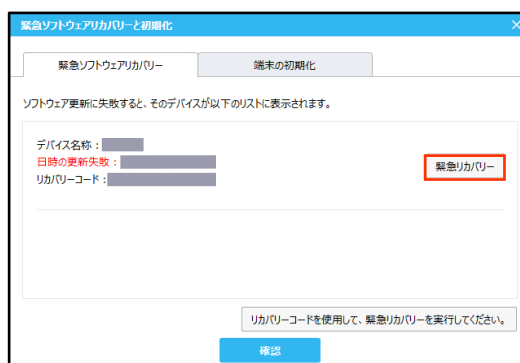 緊急ソフトウェアリカバリーと初期化
緊急ソフトウェアリカバリー
端末の初期化
ソフトウェア更新に失敗すると、そのデバイスが以下のリストに表示されます。
デバイス名称：
日時の更新失敗：
リカバリーコード：
緊急リカバリー
リカバリーコードを使用して、緊急リカバリーを実行してください。
確認